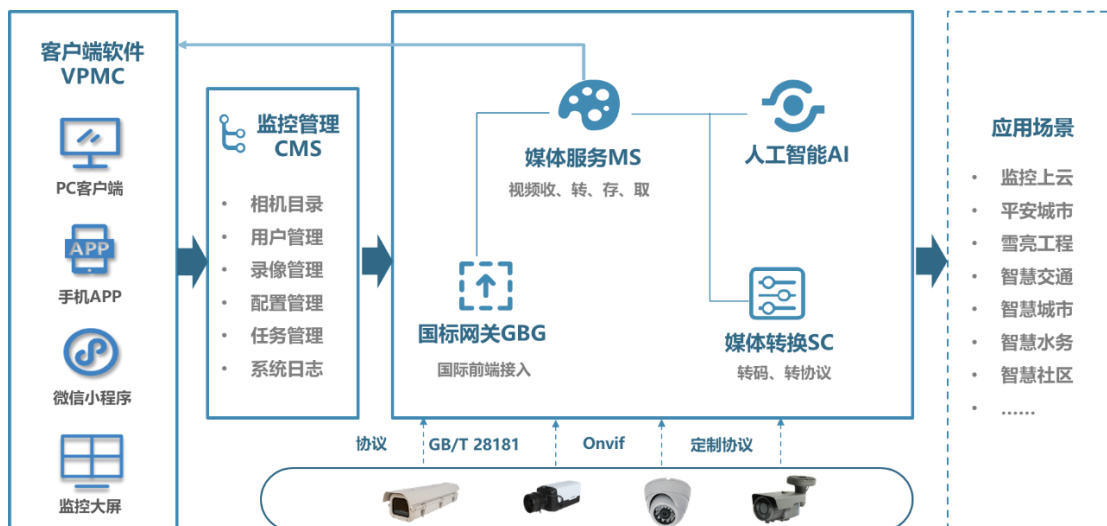 客户端软件
VPMC
PC客户端
APP
手机APP
微信小程序
监控大屏
监控管理
CMS
• 相机目录
• 用户管理
• 录像管理
• 配置管理
• 任务管理
• 系统日志
媒体服务MS
视频收、转、存、取
人工智能AI
国标网关GBG
国际前端接入
媒体转换SC
转码、转协议
协议
GB/T 28181
Onvif
定制协议
应用场景
• 监控上云
• 平安城市
• 雪亮工程
• 智慧交通
• 智慧城市
• 智慧水务
• 智慧社区
• ......